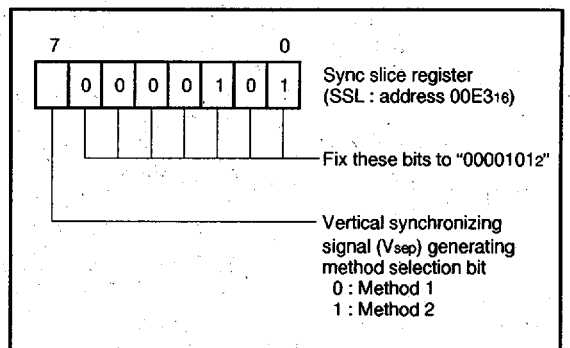 7 0
0 0 0 0 1 0 1
Sync slice register
(SSL : address 00E316)
Fix these bits to "00001012"
Vertical synchronizing
signal (Vsep) generating
method selection bit
0 : Method 1
1 : Method 2